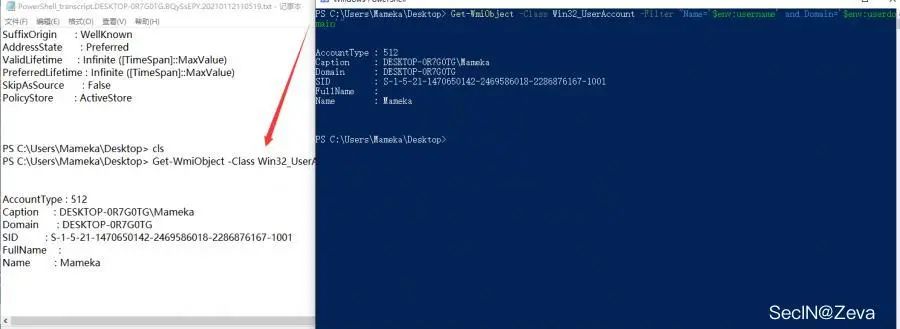 PowerShell_transcript.DESKTOP-0R7G0TG.8QySsEPY.20210112110519.txt - 记事本
文件(F) 编辑(E) 格式(O) 查看(V) 帮助(H)
SuffixOrigin : WellKnown
AddressState : Preferred
ValidLifetime : Infinite ([TimeSpan]::MaxValue)
PreferredLifetime : Infinite ([TimeSpan]::MaxValue)
SkipAsSource : False
PolicyStore : ActiveStore
PS C:\Users\Mameka\Desktop> cls
PS C:\Users\Mameka\Desktop> Get-WmiObject -Class Win32_UserA
AccountType : 512
Caption : DESKTOP-0R7G0TG\Mameka
Domain : DESKTOP-0R7G0TG
SID : S-1-5-21-1470650142-2469586018-2286876167-1001
FullName :
Name : Mameka
Windows PowerShell
PS C:\Users\Mameka\Desktop> Get-WmiObject -Class Win32_UserAccount -Filter "Name='$env:username' and Domain='$env:userdo
main'"
AccountType : 512
Caption : DESKTOP-0R7G0TG\Mameka
Domain : DESKTOP-0R7G0TG
SID : S-1-5-21-1470650142-2469586018-2286876167-1001
FullName :
Name : Mameka
PS C:\Users\Mameka\Desktop>
SecIN@Zeva